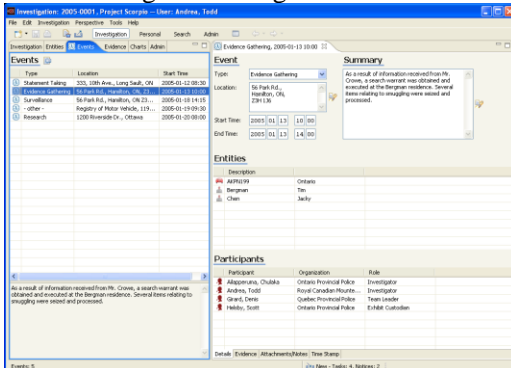 Investigation: 2005-0001, Project Scorpio -- User: Andrea, Todd
File Edit Investigation Perspective Tools Help
Investigation Personal Search Admin
Investigation Entities Events Evidence Charts Admin
Events
Type Location Start Time
Statement Taking 333, 10th Ave., Long Sault, ON 2005-01-12 08:30
Evidence Gathering 56 Park Rd., Hamilton, ON, Z3... 2005-01-13 10:00
Surveillance 56 Park Rd., Hamilton, ON Z3... 2005-01-18 14:15
- other - Registry of Motor Vehicle, 119... 2005-01-19 09:30
Research 1200 Riverside Dr., Ottawa 2005-01-20 00:00
As a result of information received from Mr. Crowe, a search warrant was
obtained and executed at the Bergman residence. Several items relating to
smuggling were seized and processed.
Events: 5
Evidence Gathering, 2005-01-13 10:00
Event
Type: Evidence Gathering
Location: 56 Park Rd.,
Hamilton, ON,
Z3H 1J6
Start Time: 2005 01 13 10 00
End Time: 2005 01 13 14 00
Summary
As a result of information received from Mr.
Crowe, a search warrant was obtained and
executed at the Bergman residence. Several
items relating to smuggling were seized and
processed.
Entities
Description
AKPN199 Ontario
Bergman Tim
Chen Jacky
Participants
Participant Organization Role
Alapperuma, Chulaka Ontario Provincial Police Investigator
Andrea, Todd Royal Canadian Mounte... Investigator
Girard, Denis Quebec Provincial Police Team Leader
Helsby, Scott Ontario Provincial Police Exhibit Custodian
Details Evidence Attachments/Notes Time Stamp
New - Tasks: 4, Notices: 2